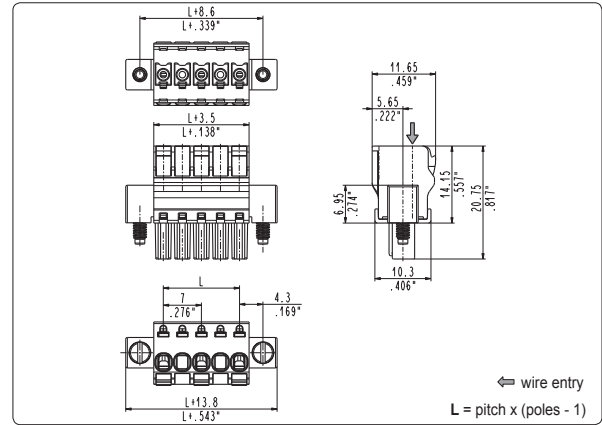 L+8.6
L+.339"
L+3.5
L+.138"
11.65
.459"
5.65
.222"
6.95
.274"
14.15
.557"
20.75
.817"
10.3
.406"
L
7
.276"
4.3
.169"
L+13.8
L+.543"
wire entry
L = pitch x (poles - 1)